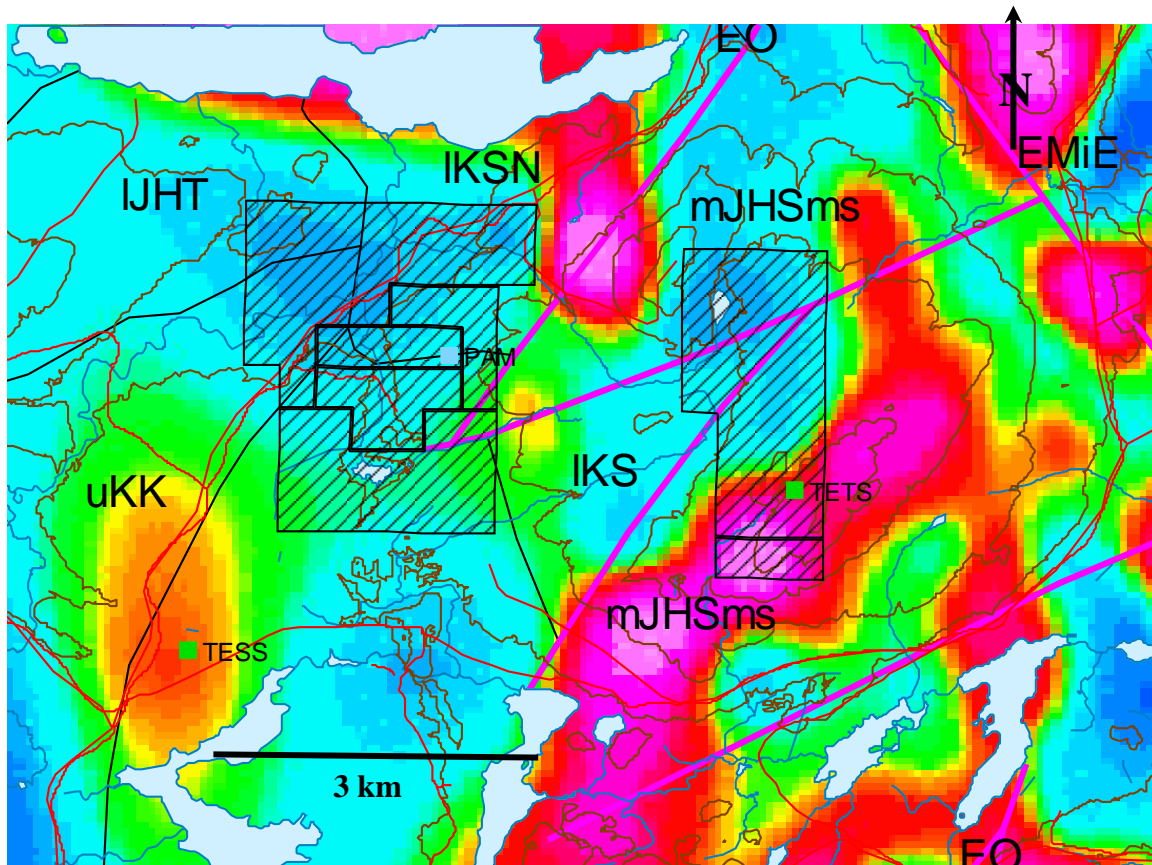 EO
N
EMiE
lKSN
lJHT
mJHSms
PAM
lKS
uKK
TETS
mJHSms
TESS
3 km
EO